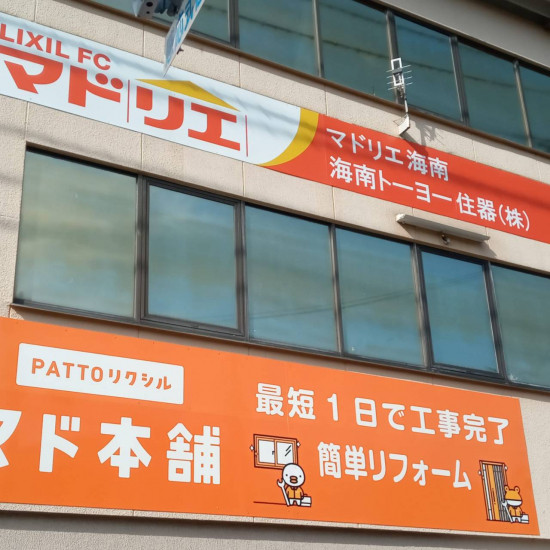 LIXIL FC
マドリエ
マドリエ海南
海南トーヨー住器(株)
PATTOリクシル
マド本舗
最短1日で工事完了
簡単リフォーム